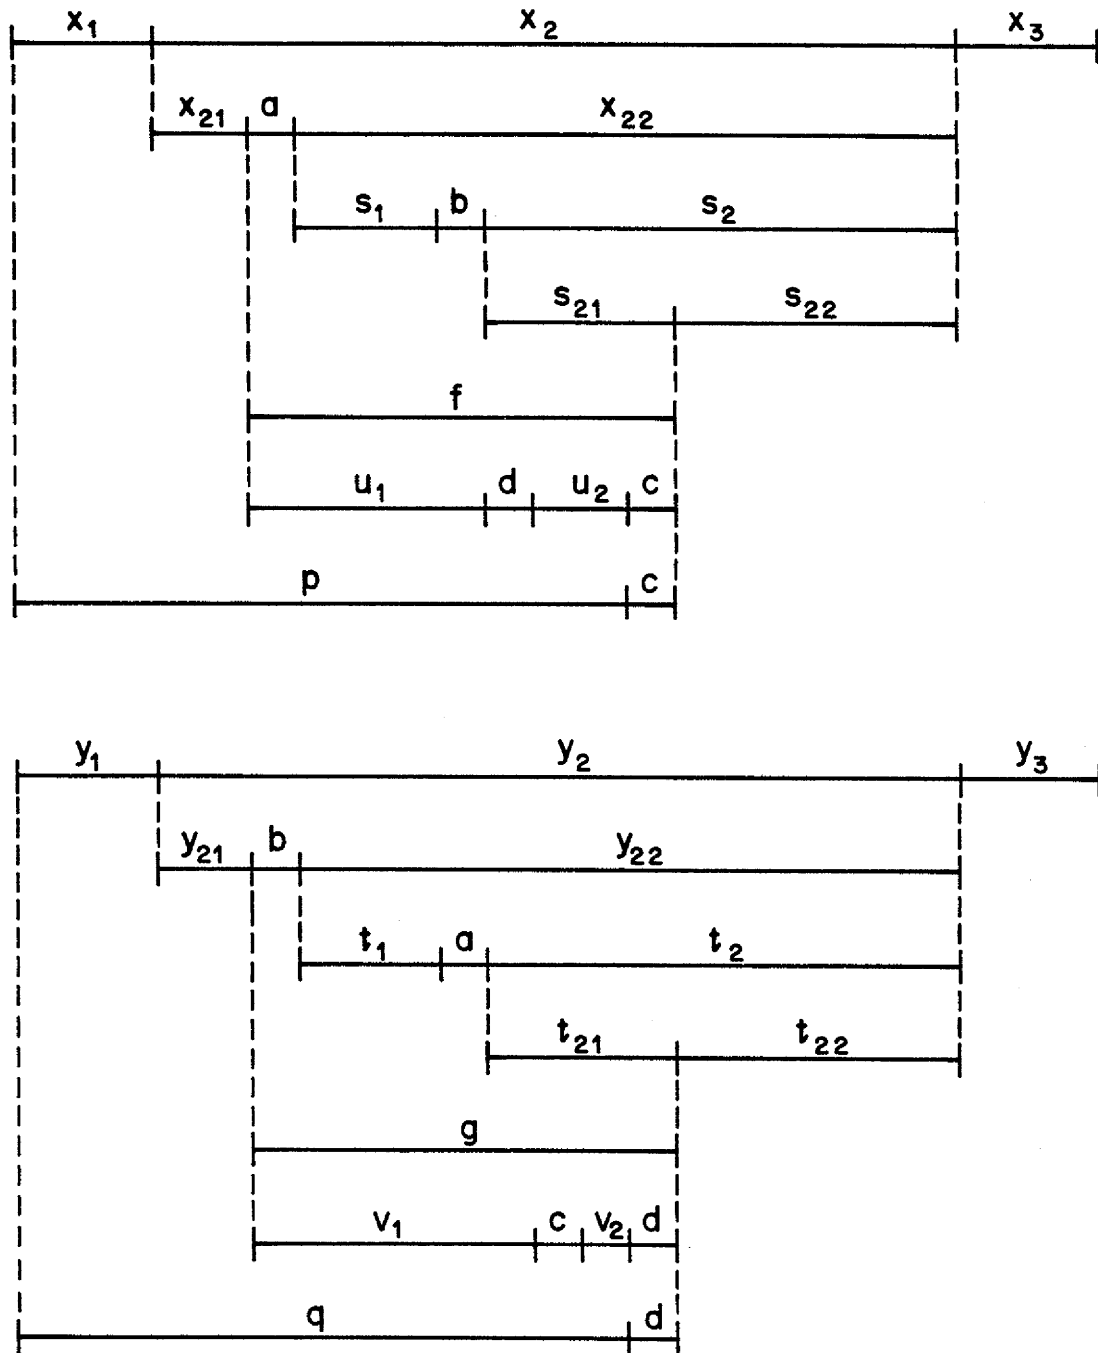 x₁ x₂ x₃
x₂₁ a x₂₂
s₁ b s₂
s₂₁ s₂₂
f
u₁ d u₂ c
p c
y₁ y₂ y₃
y₂₁ b y₂₂
t₁ a t₂
t₂₁ t₂₂
g
v₁ c v₂ d
q d